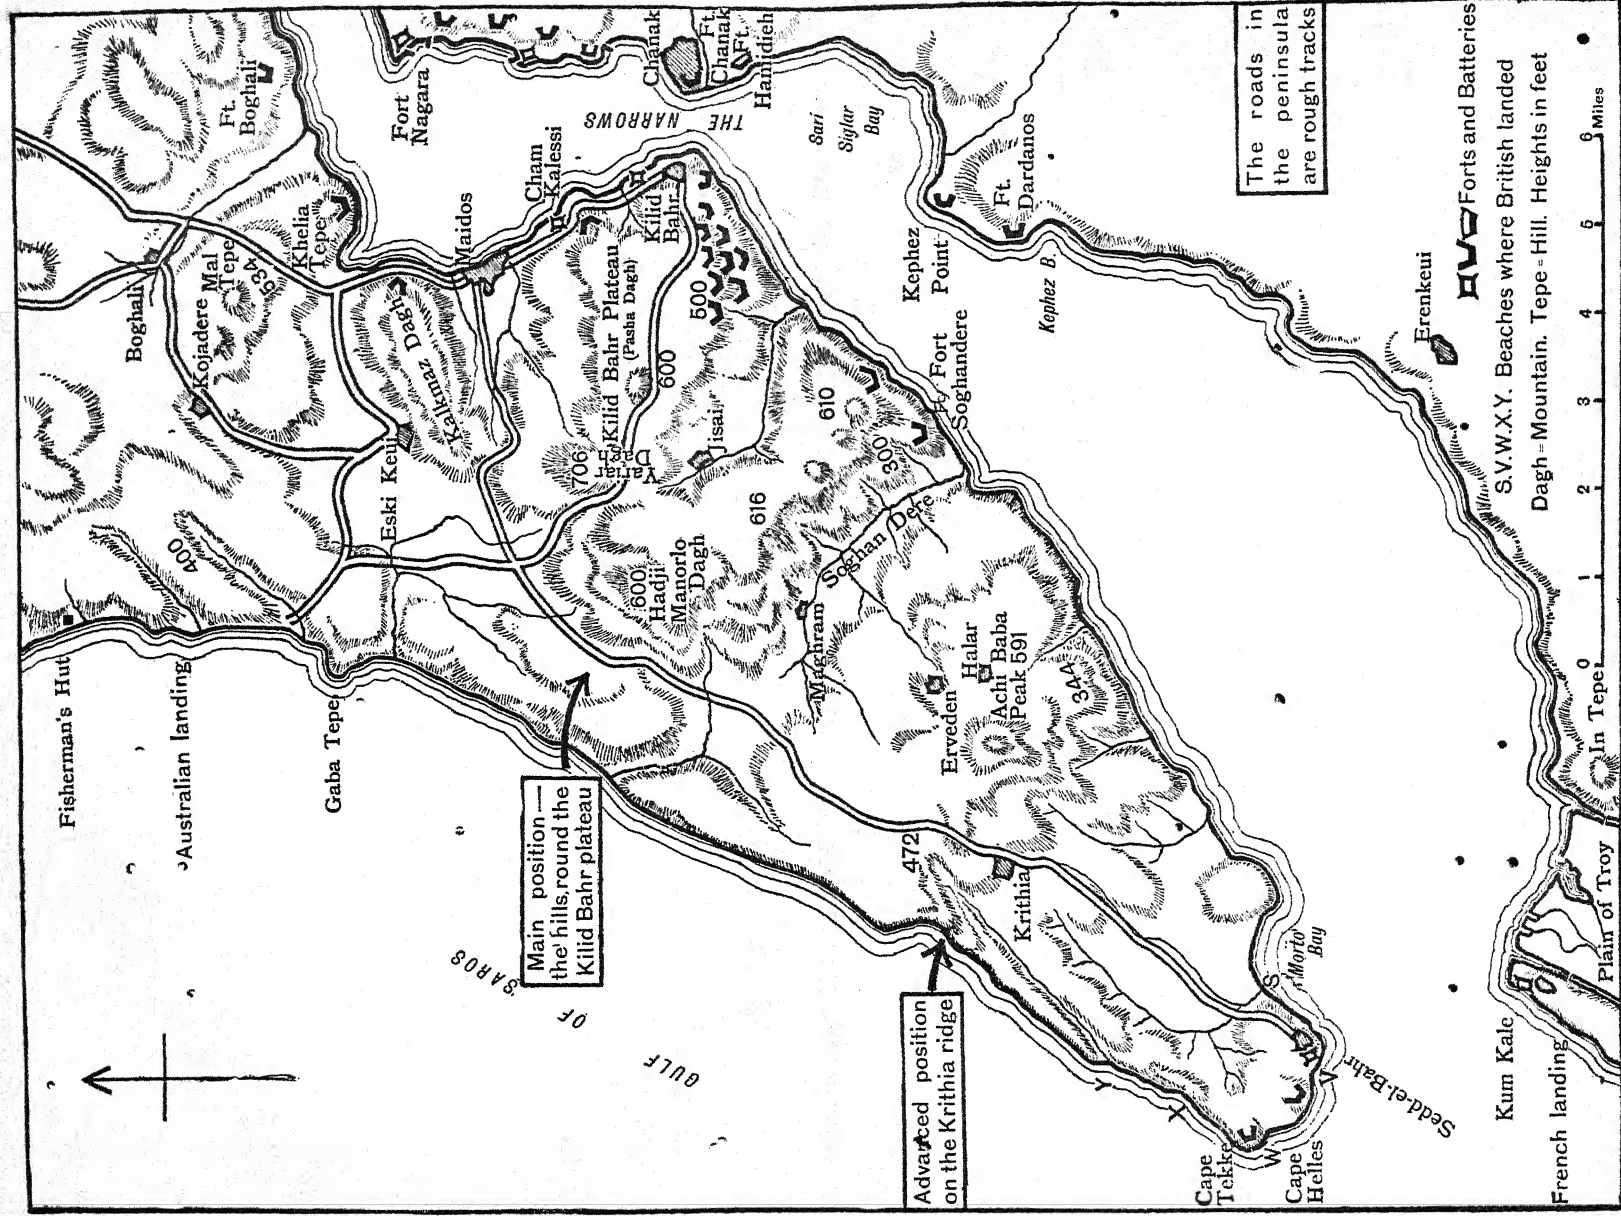 Fisherman's Hut
Australian landing
Gaba Tepe
GULF OF SAROS
Main position —
the hills, round the
Kilid Bahr plateau
Advanced position
on the Krithia ridge
Cape
Tekke
Cape
Helles
W
X
Y
V
S
Sedd-el-Bahr
Morto
Bay
Krithia
472
Erveden
Halar
Achi Baba
Peak 591
344
Maghram
Soghan Dere
300
610
616
600
Hadji
Manorlo
Dagh
706
Yariar
Dagh
Jisai
Kilid Bahr Plateau
(Pasha Dagh)
600
500
Kilid
Bahr
Cham
Kalessi
Maidos
Kalkmaz Dagh
Eski Keui
400
Kojadere
Boghali
Mal
Tepe
534
Khelia
Tepe
Ft.
Boghali
Fort
Nagara
THE NARROWS
Chanak
Ft.
Chanak
Ft.
Hamidieh
Sari
Siglar
Bay
Ft.
Dardanos
Kephez
Point
Kephez B.
Fort
Soghandere
Erenkeui
Kum Kale
French landing
Plain of Troy
In Tepe
The roads in
the peninsula
are rough tracks
Forts and Batteries
S.V.W.X.Y. Beaches where British landed
Dagh=Mountain. Tepe=Hill. Heights in feet
0 1 2 3 4 5 6 Miles